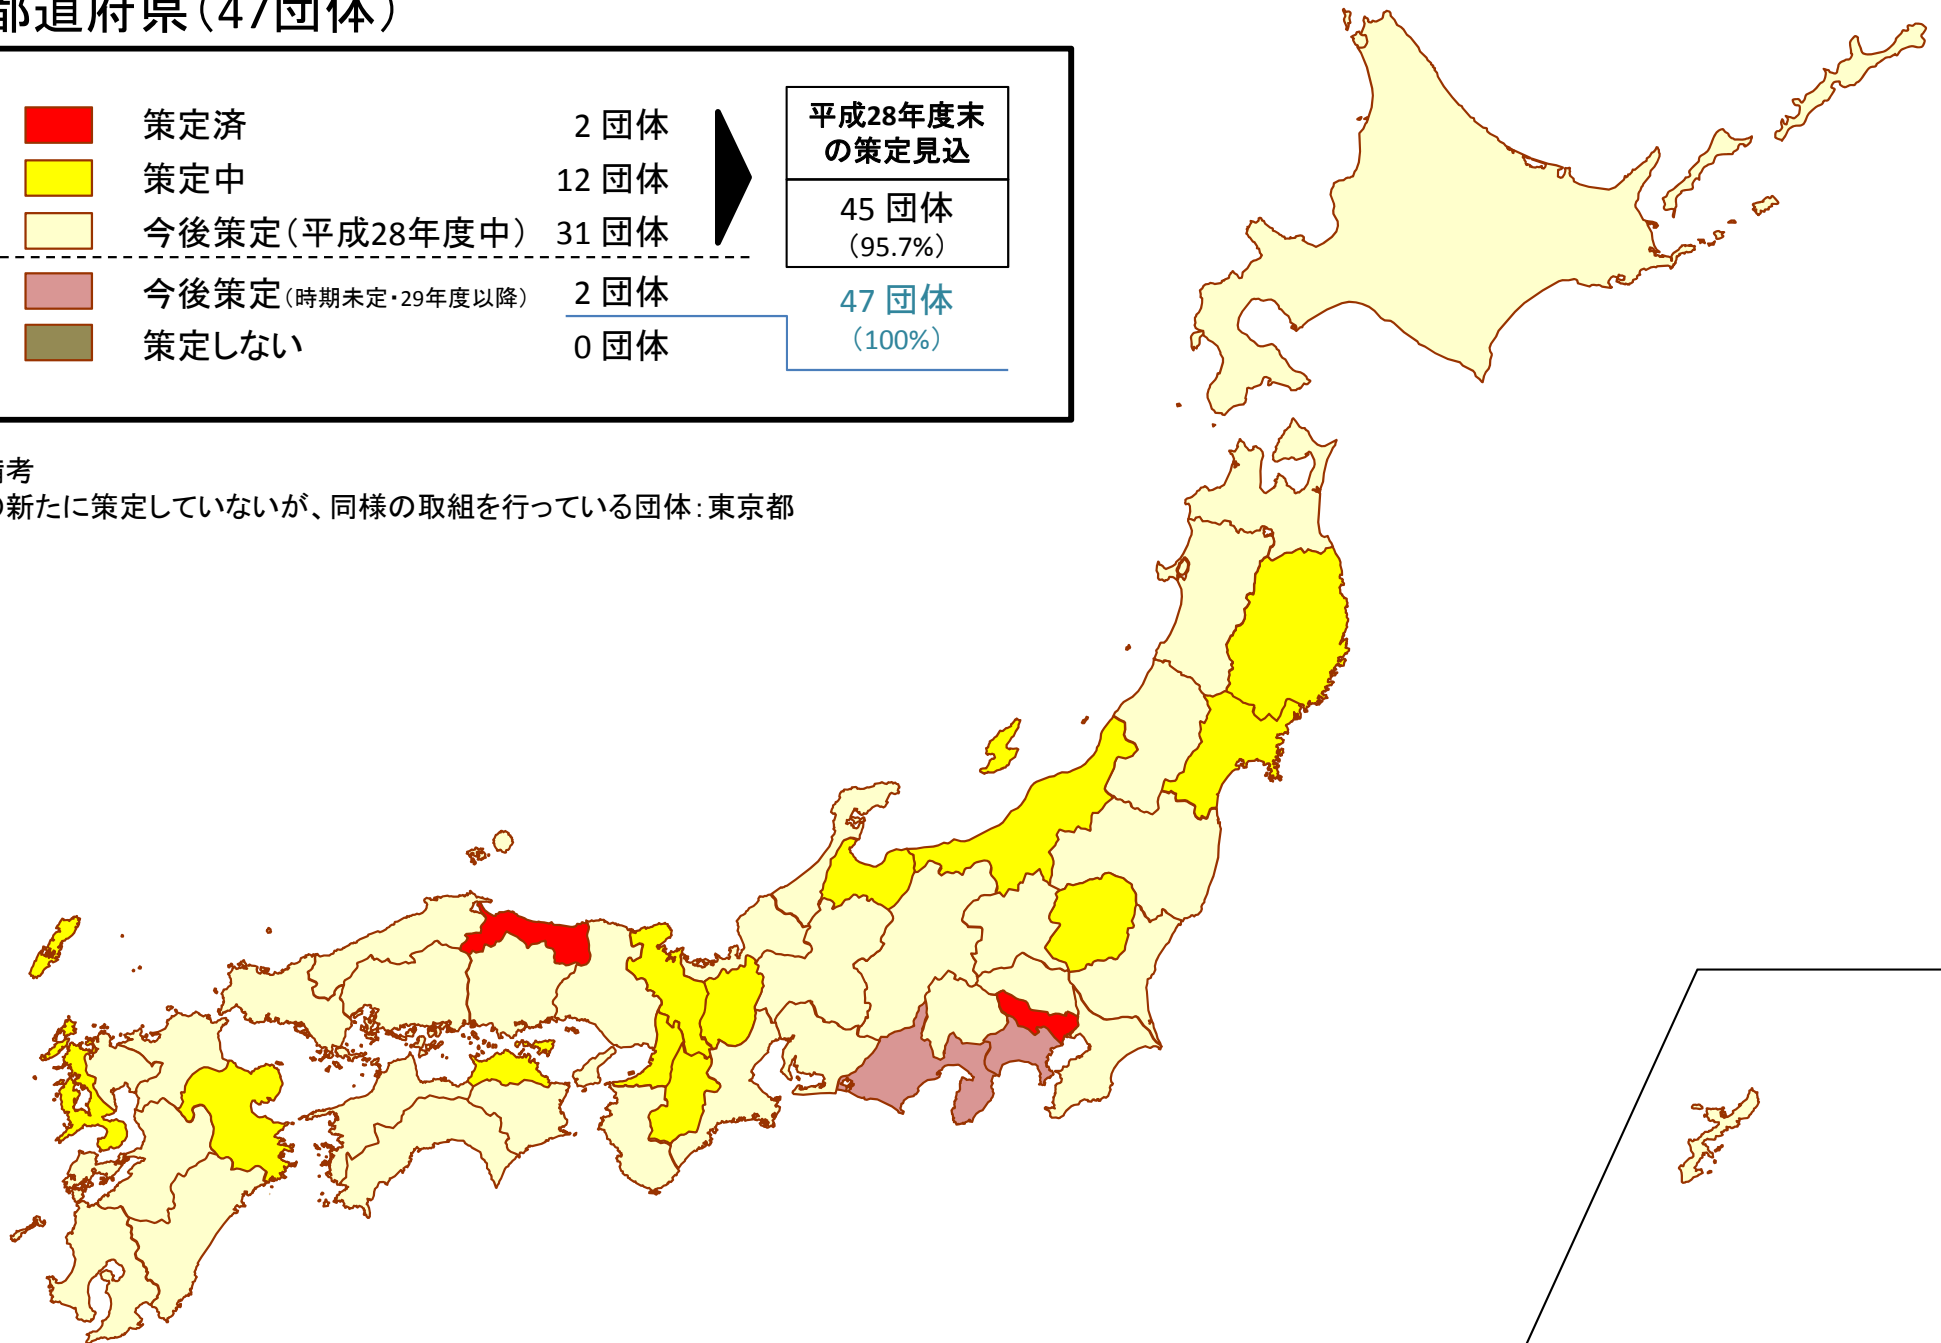 都道府県(47団体)
策定済 2 団体
策定中 12 団体
今後策定(平成28年度中) 31 団体
今後策定(時期未定・29年度以降) 2 団体
策定しない 0 団体
平成28年度末
の策定見込
45 団体
(95.7%)
47 団体
(100%)
備考
の新たに策定していないが、同様の取組を行っている団体:東京都